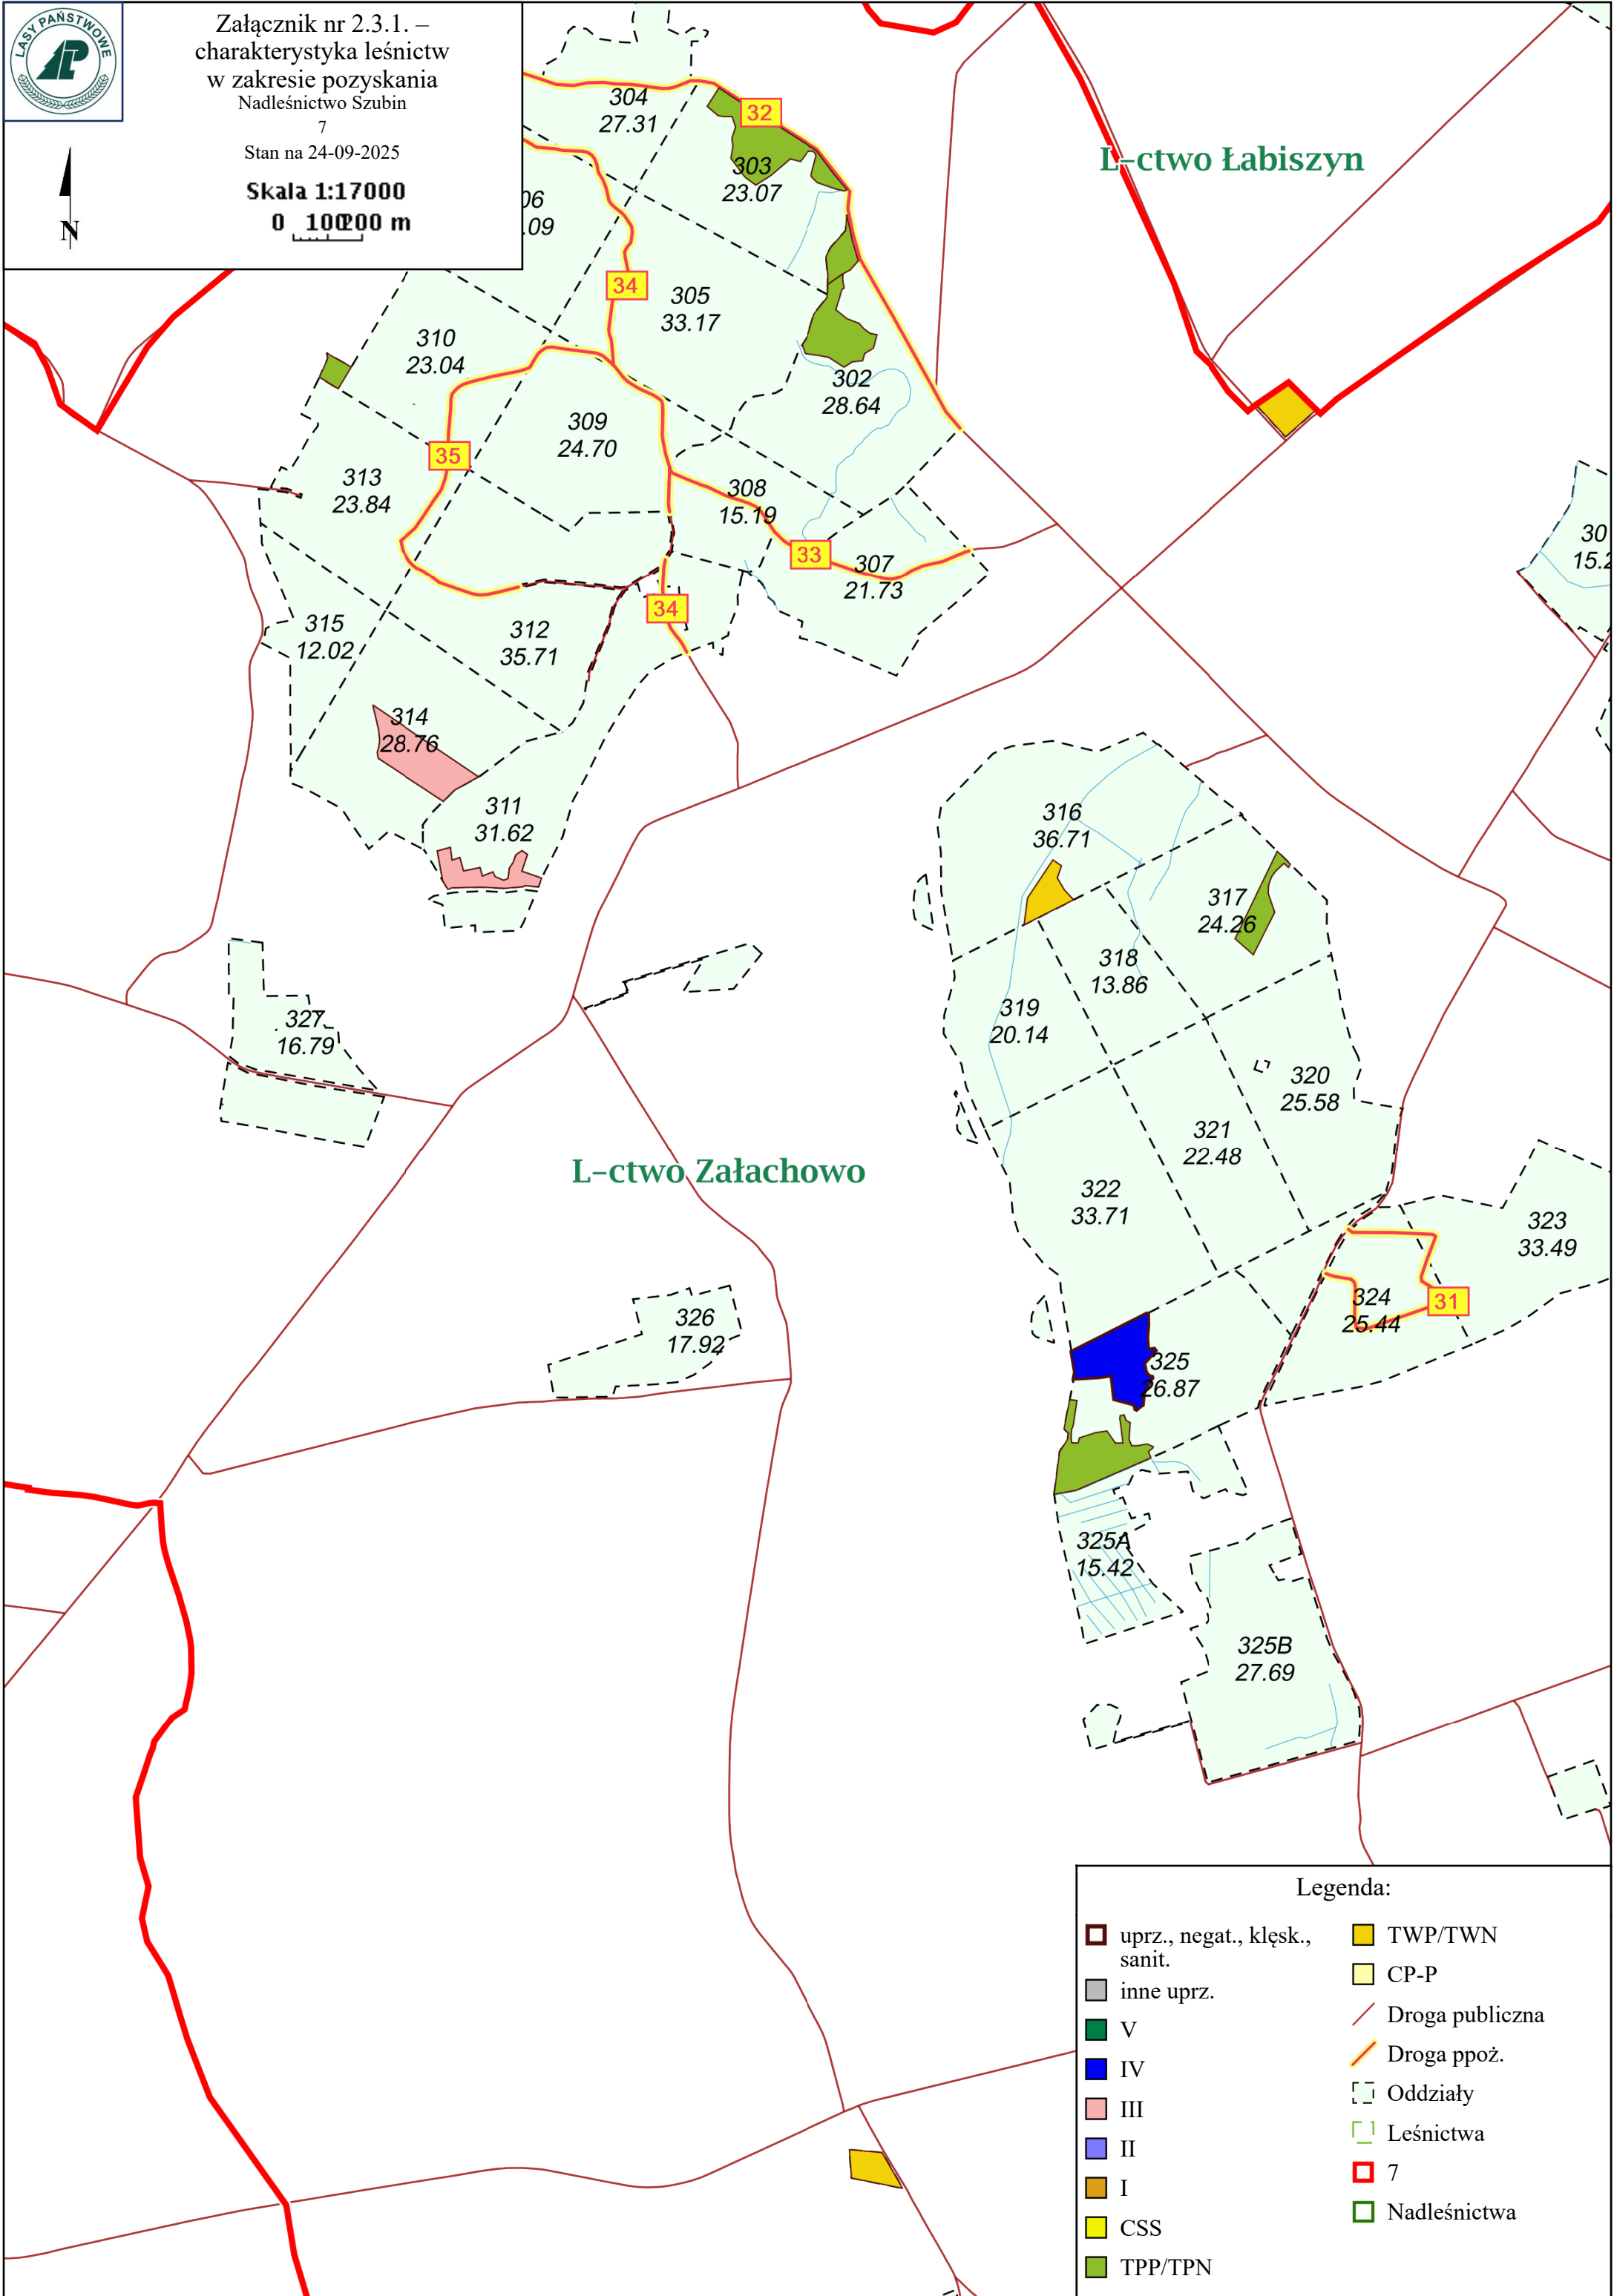 LASY PAŃSTWOWE
Załącznik nr 2.3.1. –
charakterystyka leśnictw
w zakresie pozyskania
Nadleśnictwo Szubin
7
Stan na 24-09-2025
Skala 1:17000
0 100 200 m
N
304
27.31
32
303
23.07
L-ctwo Łabiszyn
06
.09
34
305
33.17
310
23.04
302
28.64
309
24.70
35
313
23.84
308
15.19
33
307
21.73
30
15.2
34
315
12.02
312
35.71
314
28.76
311
31.62
316
36.71
317
24.26
318
13.86
319
20.14
327
16.79
320
25.58
321
22.48
L-ctwo Załachowo
322
33.71
323
33.49
324
25.44
31
326
17.92
325
26.87
325A
15.42
325B
27.69
Legenda:
uprz., negat., klęsk.,
sanit.
inne uprz.
V
IV
III
II
I
CSS
TPP/TPN
TWP/TWN
CP-P
Droga publiczna
Droga ppoż.
Oddziały
Leśnictwa
7
Nadleśnictwa